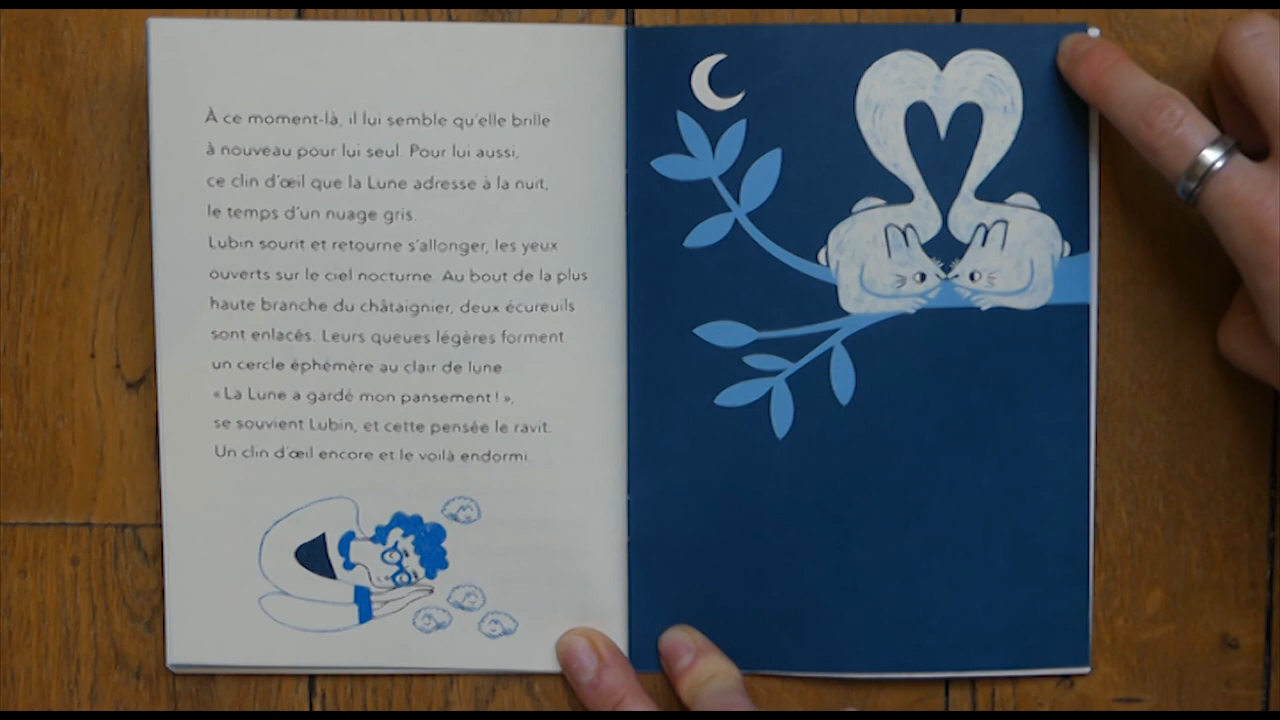 À ce moment-là, il lui semble qu'elle brille
à nouveau pour lui seul. Pour lui aussi,
ce clin d'œil que la Lune adresse à la nuit,
le temps d'un nuage gris.
Lubin sourit et retourne s'allonger, les yeux
ouverts sur le ciel nocturne. Au bout de la plus
haute branche du châtaignier, deux écureuils
sont enlacés. Leurs queues légères forment
un cercle éphémère au clair de lune.
« La Lune a gardé mon pansement ! »,
se souvient Lubin, et cette pensée le ravit.
Un clin d'œil encore et le voilà endormi.